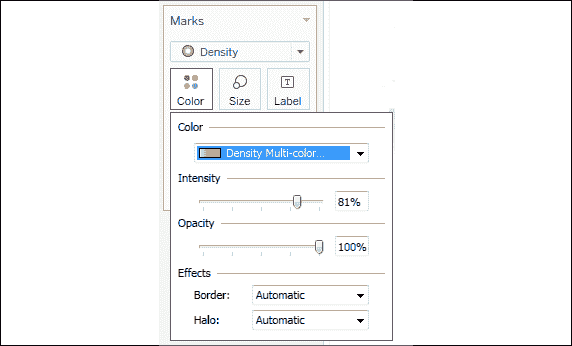 Marks
Density
Color Size Label
T
Color
Density Multi-color...
Intensity
81%
Opacity
100%
Effects
Border: Automatic
Halo: Automatic